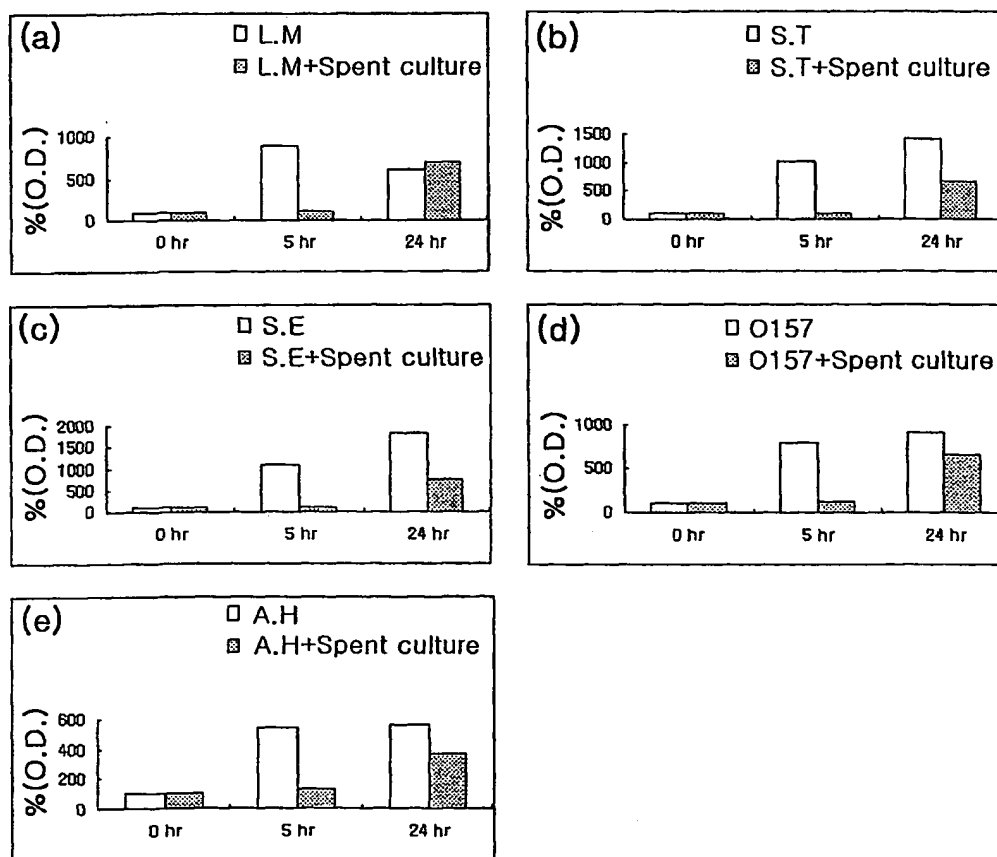 (a)
L.M
L.M+Spent culture
%(O.D.)
1000
500
0
0 hr 5 hr 24 hr
(b)
S.T
S.T+Spent culture
%(O.D.)
1500
1000
500
0
0 hr 5 hr 24 hr
(c)
S.E
S.E+Spent culture
%(O.D.)
2000
1500
1000
500
0
0 hr 5 hr 24 hr
(d)
O157
O157+Spent culture
%(O.D.)
1000
500
0
0 hr 5 hr 24 hr
(e)
A.H
A.H+Spent culture
%(O.D.)
600
400
200
0
0 hr 5 hr 24 hr